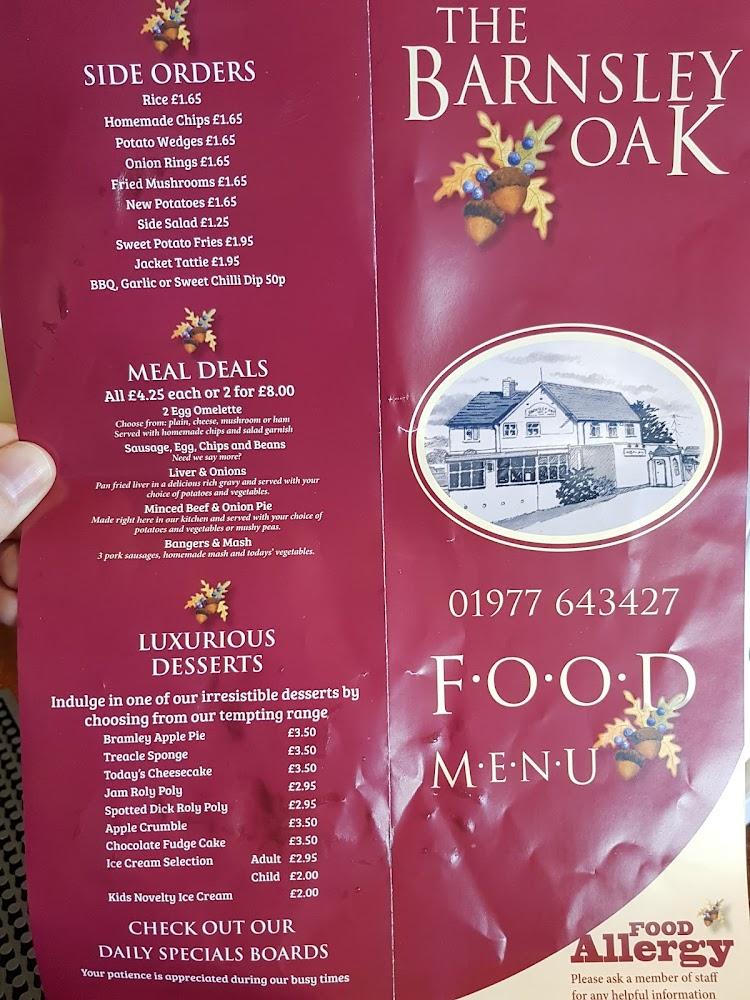 SIDE ORDERS
Rice £1.65
Homemade Chips £1.65
Potato Wedges £1.65
Onion Rings £1.65
Fried Mushrooms £1.65
New Potatoes £1.65
Side Salad £1.25
Sweet Potato Fries £1.95
Jacket Tattie £1.95
BBQ, Garlic or Sweet Chilli Dip 50p
MEAL DEALS
All £4.25 each or 2 for £8.00
2 Egg Omelette
Choose from: plain, cheese, mushroom or ham
Served with homemade chips and salad garnish
Sausage, Egg, Chips and Beans
Need we say more?
Liver & Onions
Pan fried liver in a delicious rich gravy and served with your
choice of potatoes and vegetables.
Minced Beef & Onion Pie
Made right here in our kitchen and served with your choice of
potatoes and vegetables or mushy peas.
Bangers & Mash
3 pork sausages, homemade mash and todays' vegetables.
LUXURIOUS
DESSERTS
Indulge in one of our irresistible desserts by
choosing from our tempting range
Bramley Apple Pie £3.50
Treacle Sponge £3.50
Today's Cheesecake £3.50
Jam Roly Poly £2.95
Spotted Dick Roly Poly £2.95
Apple Crumble £3.50
Chocolate Fudge Cake £3.50
Ice Cream Selection Adult £2.95
Child £2.00
Kids Novelty Ice Cream £2.00
CHECK OUT OUR
DAILY SPECIALS BOARDS
Your patience is appreciated during our busy times
THE
BARNSLEY
OAK
01977 643427
F·O·O·D
M·E·N·U
FOOD
Allergy
Please ask a member of staff
for any helpful information